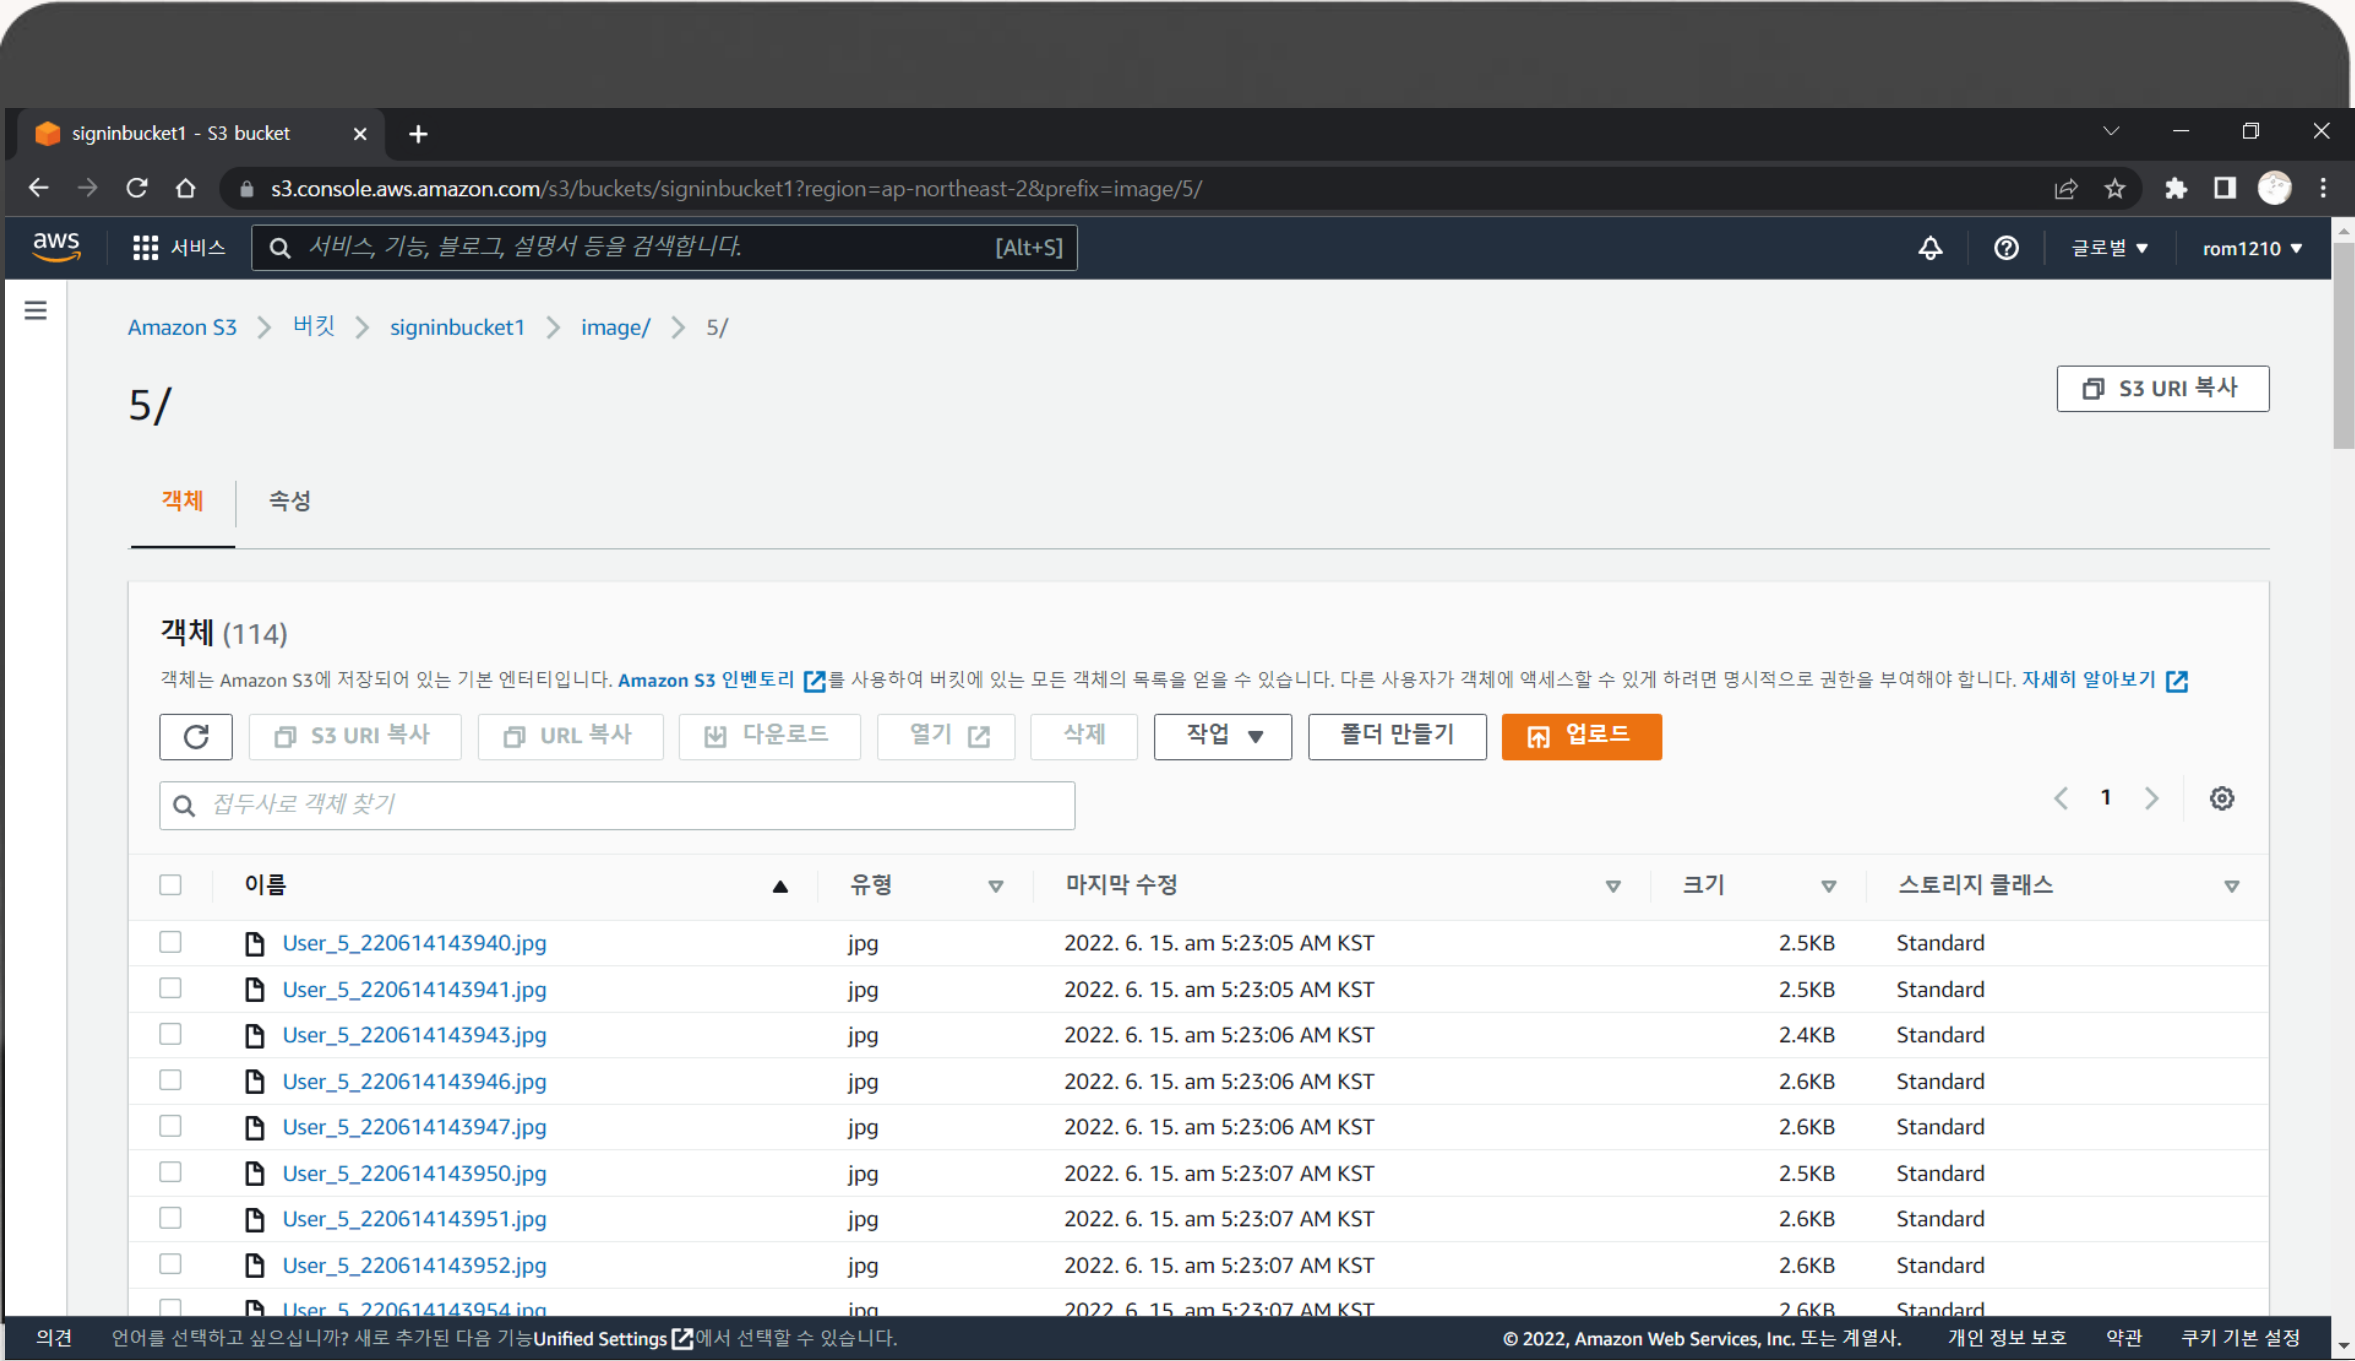 signinbucket1 - S3 bucket
s3.console.aws.amazon.com/s3/buckets/signinbucket1?region=ap-northeast-2&prefix=image/5/
aws 서비스 서비스, 기능, 블로그, 설명서 등을 검색합니다. [Alt+S] 글로벌 rom1210
Amazon S3 버킷 signinbucket1 image/ 5/
5/
S3 URI 복사
객체 속성
객체 (114)
객체는 Amazon S3에 저장되어 있는 기본 엔터티입니다. Amazon S3 인벤토리 를 사용하여 버킷에 있는 모든 객체의 목록을 얻을 수 있습니다. 다른 사용자가 객체에 액세스할 수 있게 하려면 명시적으로 권한을 부여해야 합니다. 자세히 알아보기
S3 URI 복사 URL 복사 다운로드 열기 삭제 작업 폴더 만들기 업로드
접두사로 객체 찾기 1
이름 유형 마지막 수정 크기 스토리지 클래스
User_5_220614143940.jpg jpg 2022. 6. 15. am 5:23:05 AM KST 2.5KB Standard
User_5_220614143941.jpg jpg 2022. 6. 15. am 5:23:05 AM KST 2.5KB Standard
User_5_220614143943.jpg jpg 2022. 6. 15. am 5:23:06 AM KST 2.4KB Standard
User_5_220614143946.jpg jpg 2022. 6. 15. am 5:23:06 AM KST 2.6KB Standard
User_5_220614143947.jpg jpg 2022. 6. 15. am 5:23:06 AM KST 2.6KB Standard
User_5_220614143950.jpg jpg 2022. 6. 15. am 5:23:07 AM KST 2.5KB Standard
User_5_220614143951.jpg jpg 2022. 6. 15. am 5:23:07 AM KST 2.6KB Standard
User_5_220614143952.jpg jpg 2022. 6. 15. am 5:23:07 AM KST 2.6KB Standard
User_5_220614143954.jpg jpg 2022. 6. 15. am 5:23:07 AM KST 2.6KB Standard
의견 언어를 선택하고 싶으십니까? 새로 추가된 다음 기능Unified Settings 에서 선택할 수 있습니다. © 2022, Amazon Web Services, Inc. 또는 계열사. 개인 정보 보호 약관 쿠키 기본 설정